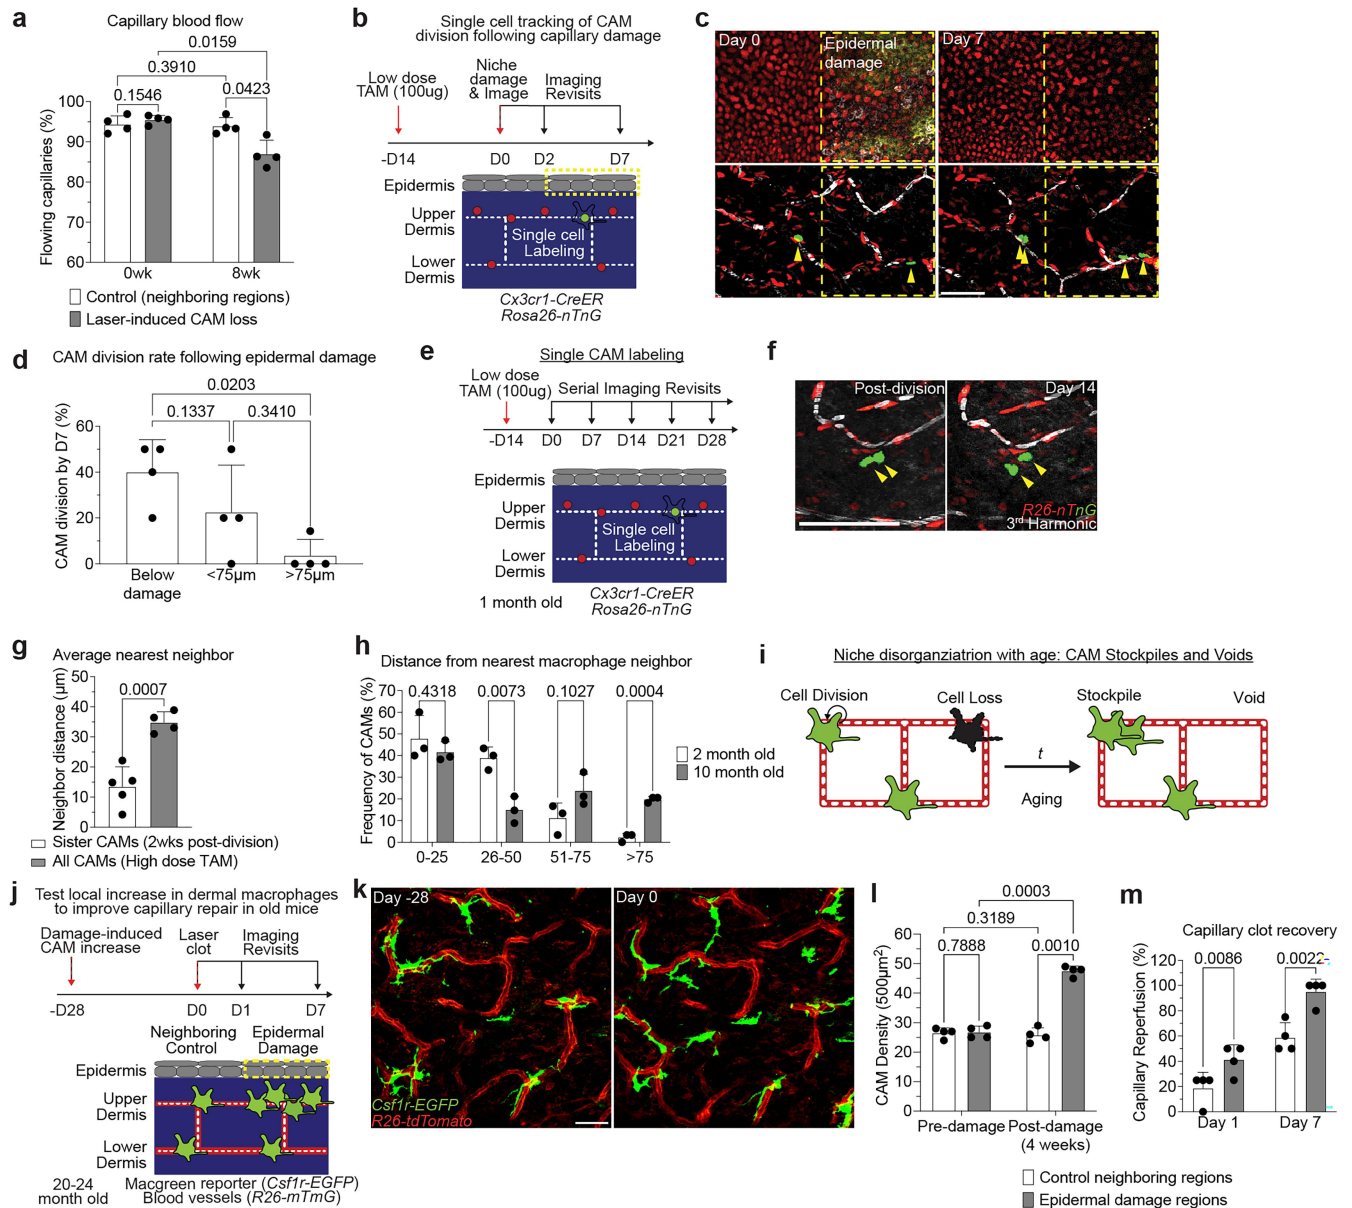 a
Capillary blood flow
0.0159
0.3910
0.1546
0.0423
Flowing capillaries (%)
100
90
80
70
60
0wk
8wk
Control (neighboring regions)
Laser-induced CAM loss
b
Single cell tracking of CAM
division following capillary damage
Low dose
TAM (100ug)
Niche
damage
& Image
Imaging
Revisits
-D14
D0
D2
D7
Epidermis
Upper
Dermis
Lower
Dermis
Single cell
Labeling
Cx3cr1-CreER
Rosa26-nTnG
c
Day 0
Epidermal
damage
Day 7
d
CAM division rate following epidermal damage
0.0203
0.1337
0.3410
CAM division by D7 (%)
60
40
20
0
Below
damage
<75µm
>75µm
e
Single CAM labeling
Low dose
TAM (100ug)
Serial Imaging Revisits
-D14
D0
D7
D14
D21
D28
Epidermis
Upper
Dermis
Lower
Dermis
Single cell
Labeling
1 month old
Cx3cr1-CreER
Rosa26-nTnG
f
Post-division
Day 14
R26-nTnG
3rd Harmonic
g
Average nearest neighbor
0.0007
Neighbor distance (µm)
50
40
30
20
10
0
Sister CAMs (2wks post-division)
All CAMs (High dose TAM)
h
Distance from nearest macrophage neighbor
0.4318
0.0073
0.1027
0.0004
Frequency of CAMs (%)
70
60
50
40
30
20
10
0
0-25
26-50
51-75
>75
2 month old
10 month old
i
Niche disorganziatrion with age: CAM Stockpiles and Voids
Cell Division
Cell Loss
Stockpile
Void
t
Aging
j
Test local increase in dermal macrophages
to improve capillary repair in old mice
Damage-induced
CAM increase
Laser
clot
Imaging
Revisits
-D28
D0
D1
D7
Neighboring
Control
Epidermal
Damage
Epidermis
Upper
Dermis
Lower
Dermis
20-24
month old
Macgreen reporter (Csf1r-EGFP)
Blood vessels (R26-mTmG)
k
Day -28
Day 0
Csf1r-EGFP
R26-tdTomato
l
0.0003
0.3189
0.7888
0.0010
CAM Density (500µm²)
60
50
40
30
20
10
0
Pre-damage
Post-damage
(4 weeks)
Control neighboring regions
Epidermal damage regions
m
Capillary clot recovery
0.0086
0.0022
Capillary Reperfusion (%)
120
100
80
60
40
20
0
Day 1
Day 7